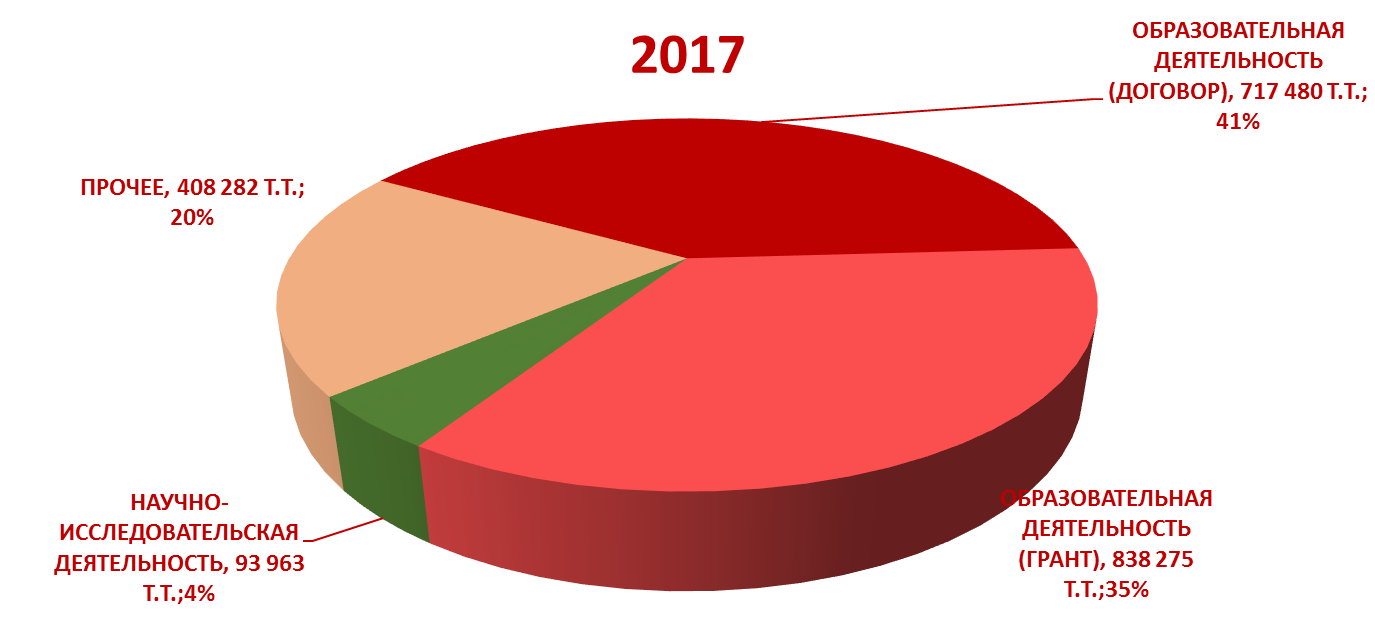 2017
ОБРАЗОВАТЕЛЬНАЯ
ДЕЯТЕЛЬНОСТЬ
(ДОГОВОР), 717 480 Т.Т.;
41%
ПРОЧЕЕ, 408 282 Т.Т.;
20%
НАУЧНО-
ИССЛЕДОВАТЕЛЬСКАЯ
ДЕЯТЕЛЬНОСТЬ, 93 963
Т.Т.;4%
ОБРАЗОВАТЕЛЬНАЯ
ДЕЯТЕЛЬНОСТЬ
(ГРАНТ), 838 275
Т.Т.;35%